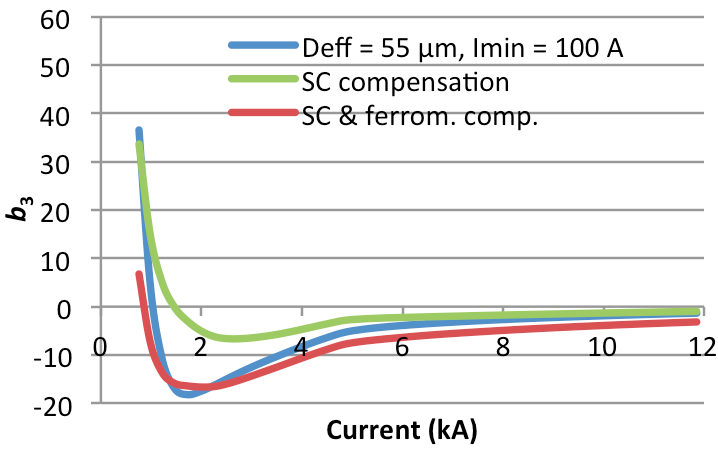 60
Deff = 55 µm, Imin = 100 A
50
SC compensation
40
SC & ferrom. comp.
30
20
b3
10
0
0 2 4 6 8 10 12
-10
-20
Current (kA)